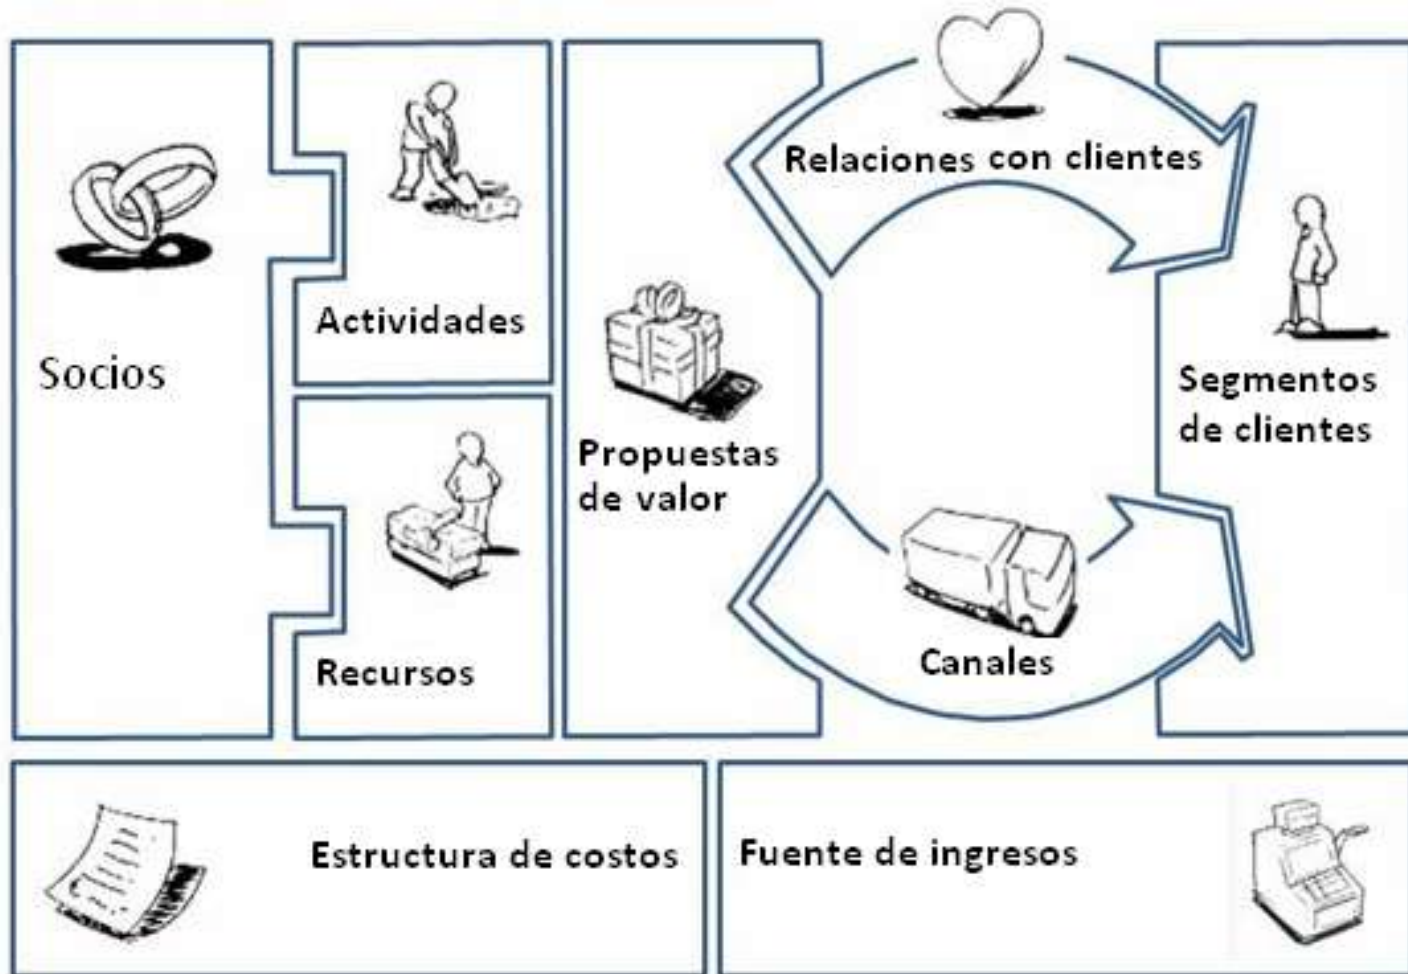 Relaciones con clientes
Actividades
Socios
Segmentos
de clientes
Propuestas
de valor
Canales
Recursos
Estructura de costos
Fuente de ingresos